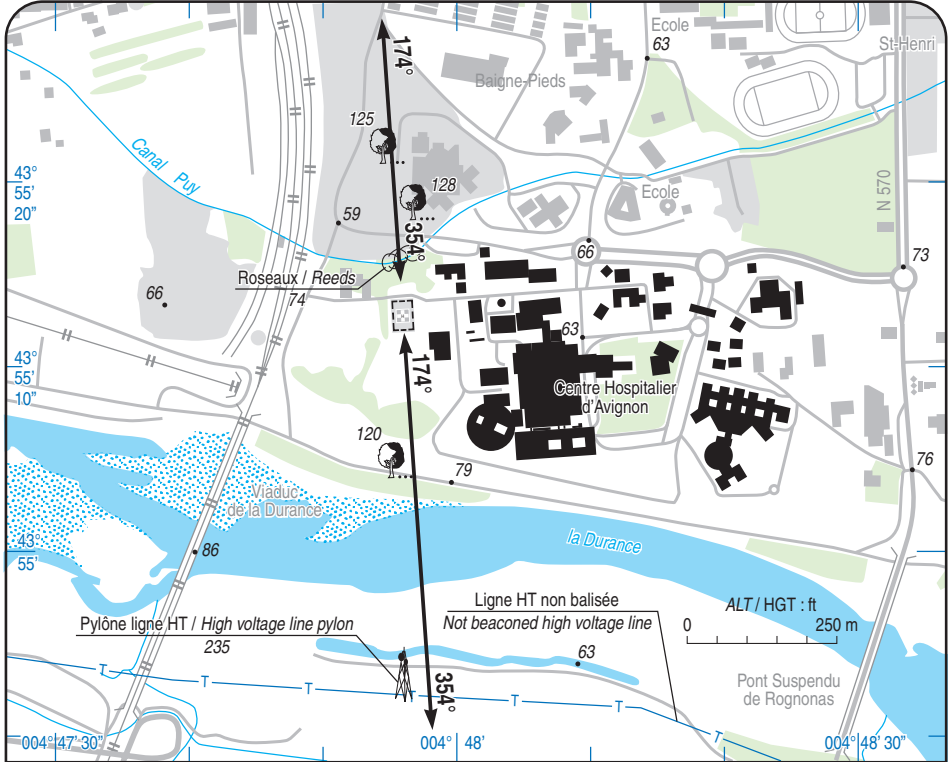 Ecole
63
St-Henri
174°
Baigne-Pieds
125
Canal Puy
43°
55'
20"
128
Ecole
N 570
59
354°
66
73
Roseaux / Reeds
74
66
63
43°
55'
10"
174°
Centre Hospitalier
d'Avignon
120
79
76
Viaduc
de la Durance
43°
55'
86
la Durance
Pylône ligne HT / High voltage line pylon
235
Ligne HT non balisée
Not beaconed high voltage line
ALT / HGT : ft
0 250 m
63
T
T
T
T
T
T
T
354°
Pont Suspendu
de Rognonas
004° 47' 30"
004° 48'
004° 48' 30"